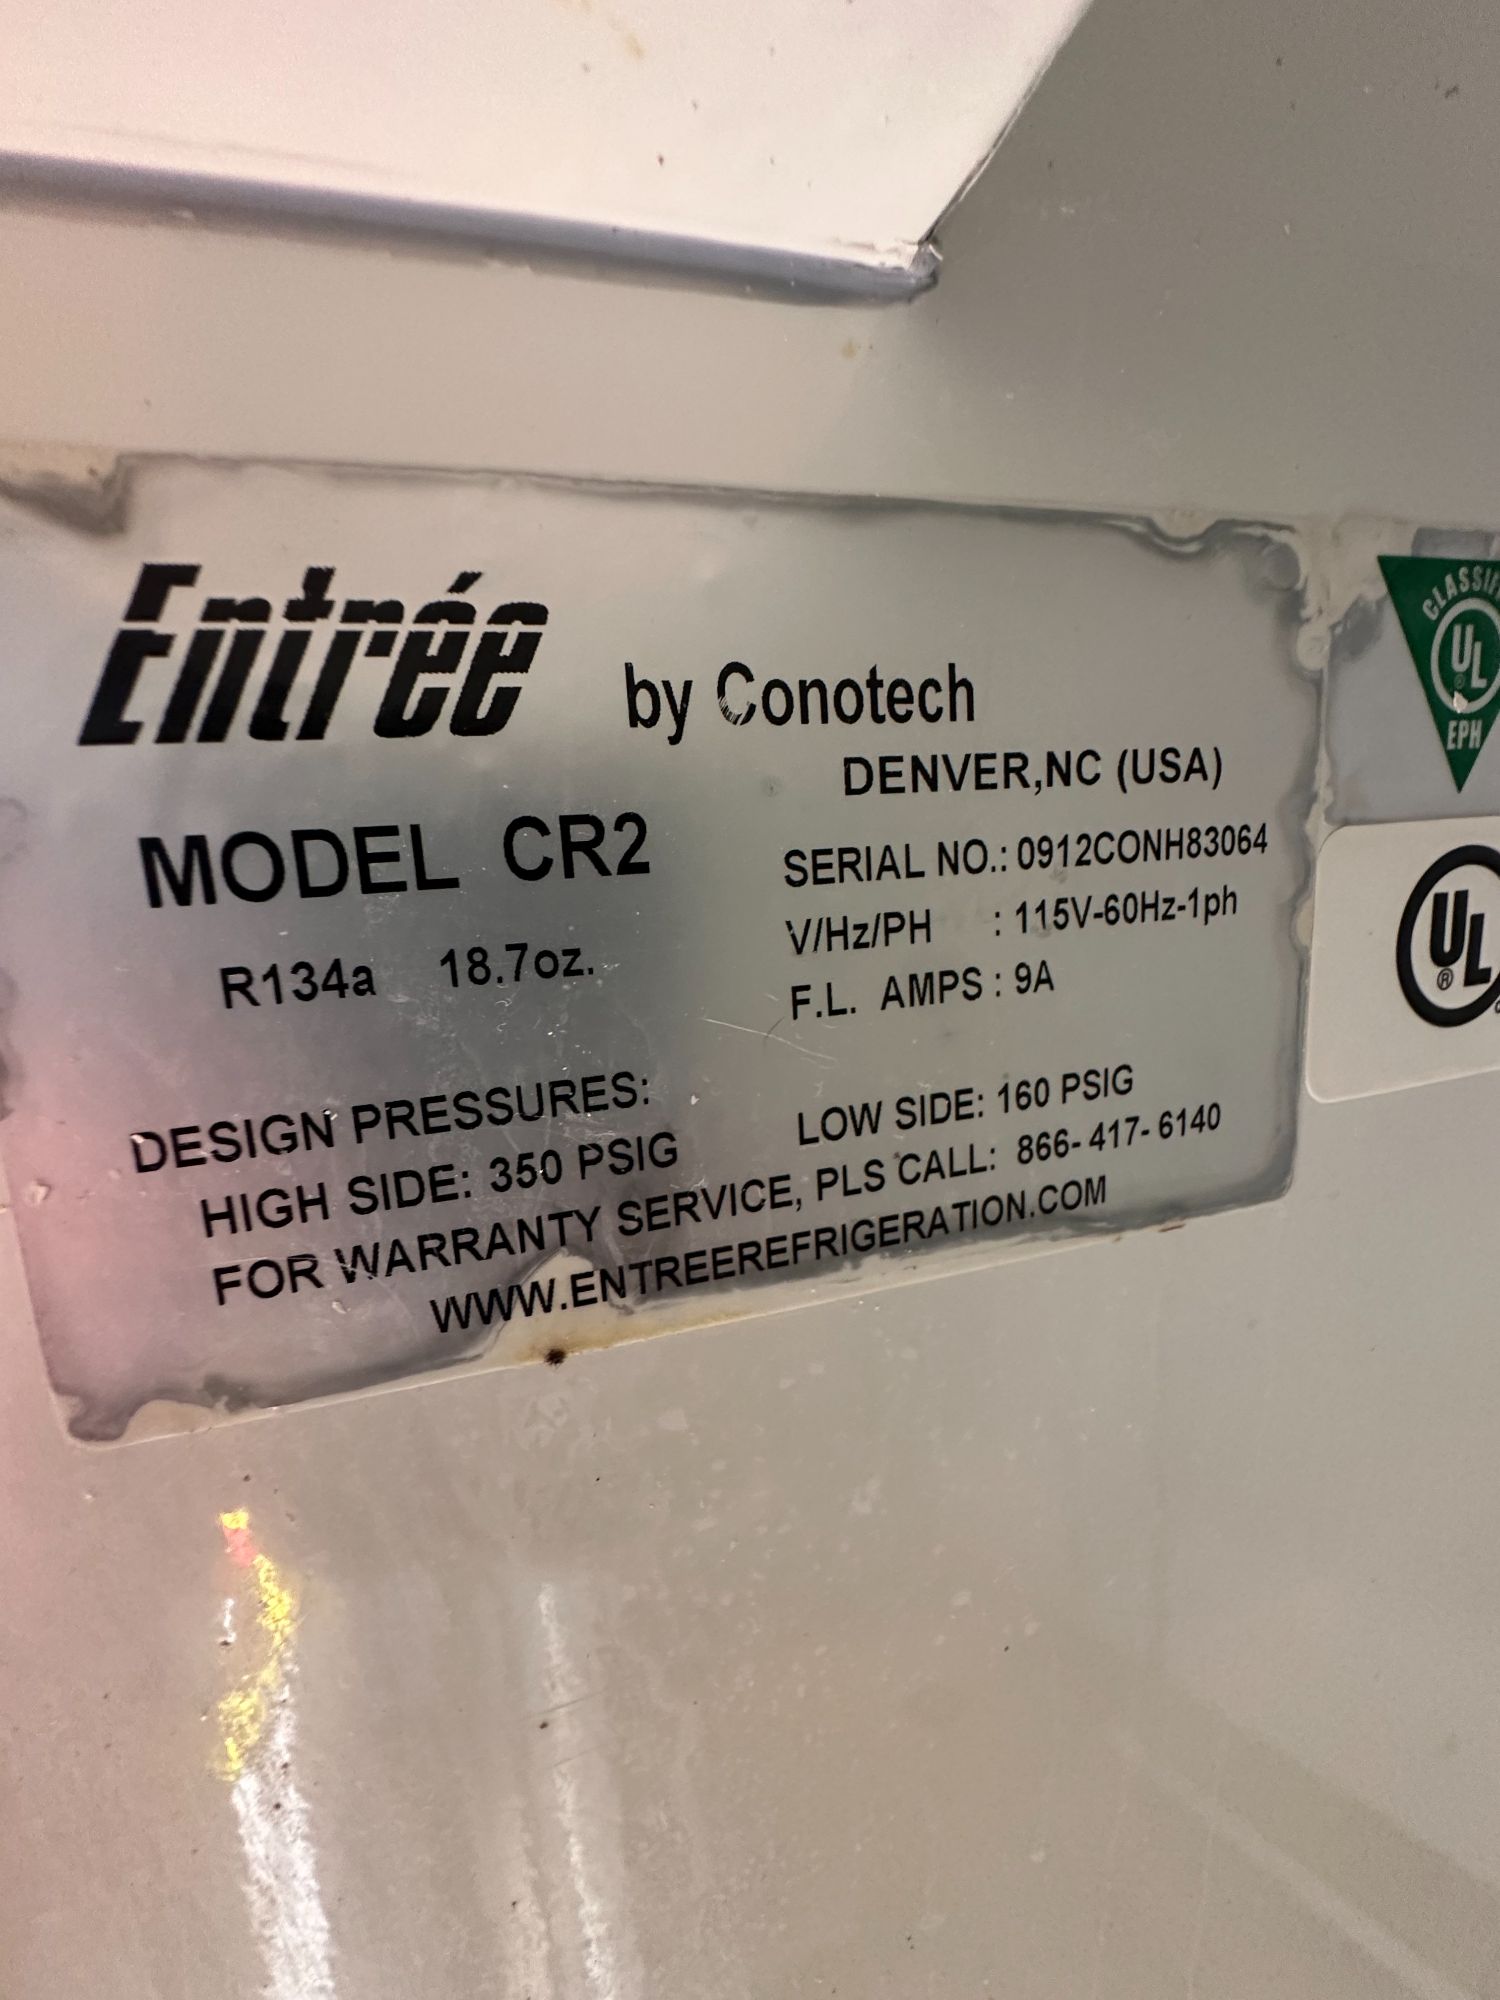 Entrée by Conotech
DENVER,NC (USA)
MODEL CR2
SERIAL NO.: 0912CONH83064
V/Hz/PH : 115V-60Hz-1ph
R134a 18.7oz.
F.L. AMPS : 9A
DESIGN PRESSURES:
HIGH SIDE: 350 PSIG
LOW SIDE: 160 PSIG
FOR WARRANTY SERVICE, PLS CALL: 866-417-6140
WWW.ENTREEREFRIGERATION.COM
UL
®
EPH
UL
®